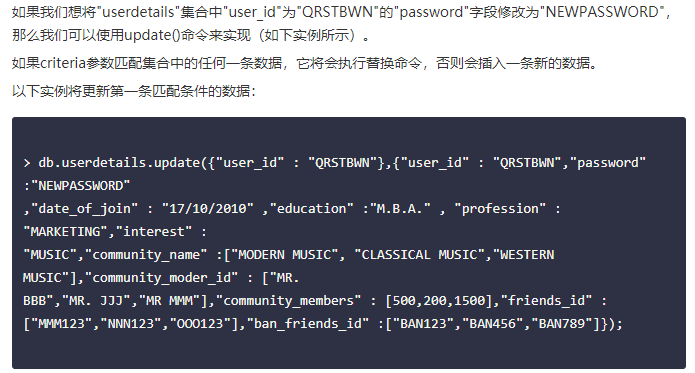 如果我们想将"userdetails"集合中"user_id"为"QRSTBWN"的"password"字段修改为"NEWPASSWORD",
那么我们可以使用update()命令来实现（如下实例所示）。
如果criteria参数匹配集合中的任何一条数据，它将会执行替换命令，否则会插入一条新的数据。
以下实例将更新第一条匹配条件的数据：
> db.userdetails.update({"user_id" : "QRSTBWN"},{"user_id" : "QRSTBWN","password"
:"NEWPASSWORD"
,"date_of_join" : "17/10/2010" ,"education" :"M.B.A." , "profession" :
"MARKETING","interest" :
"MUSIC","community_name" :["MODERN MUSIC", "CLASSICAL MUSIC","WESTERN
MUSIC"],"community_moder_id" : ["MR.
BBB","MR. JJJ","MR MMM"],"community_members" : [500,200,1500],"friends_id" :
["MMM123","NNN123","OOO123"],"ban_friends_id" :["BAN123","BAN456","BAN789"]});